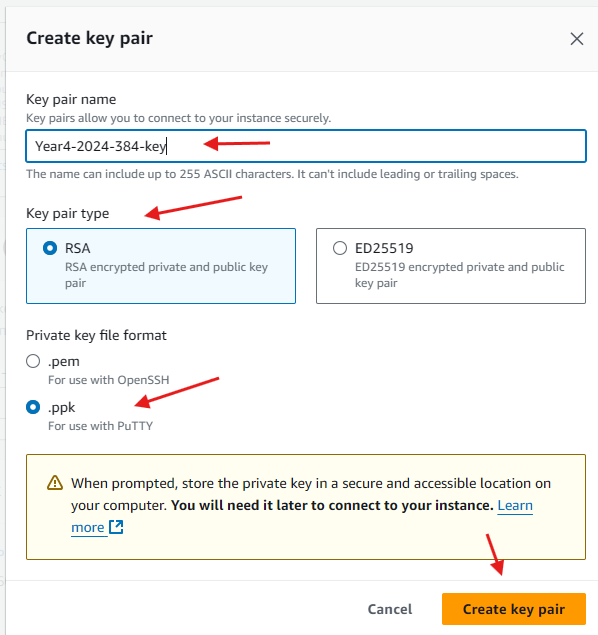 Create key pair
Key pair name
Key pairs allow you to connect to your instance securely.
Year4-2024-384-key
The name can include up to 255 ASCII characters. It can't include leading or trailing spaces.
Key pair type
RSA
RSA encrypted private and public key
pair
ED25519
ED25519 encrypted private and public
key pair
Private key file format
.pem
For use with OpenSSH
.ppk
For use with PuTTY
When prompted, store the private key in a secure and accessible location on
your computer. You will need it later to connect to your instance. Learn
more
Cancel
Create key pair